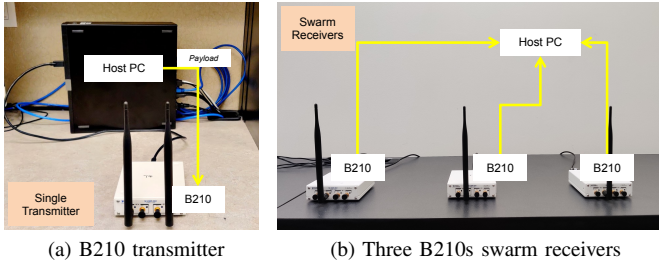 Host PC
Payload
Single
Transmitter
B210
(a) B210 transmitter
Swarm
Receivers
Host PC
B210
B210
B210
(b) Three B210s swarm receivers